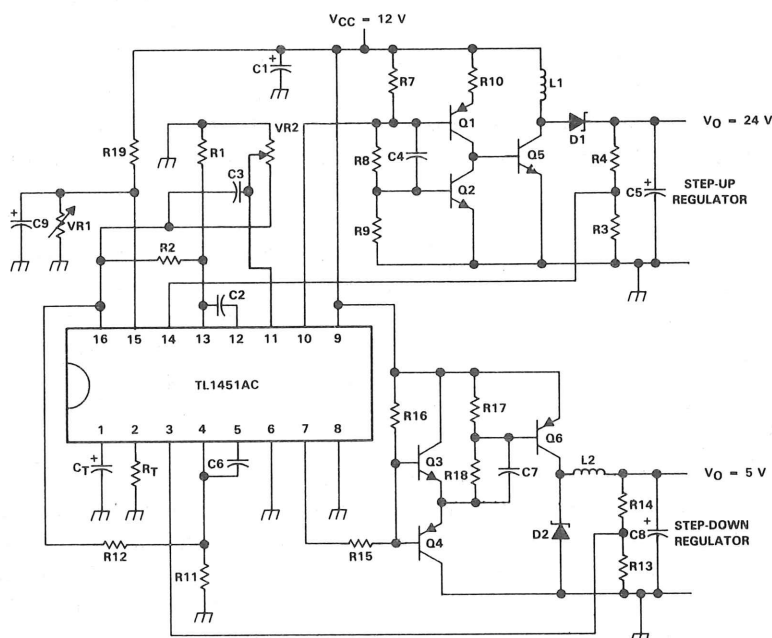 VCC = 12 V
C1
+
R7
R10
L1
VR2
Q1
D1
VO = 24 V
R19
R1
C3
R8
C4
Q5
R4
C5
+
STEP-UP
REGULATOR
Q2
+
C9
VR1
R9
R3
R2
C2
16 15 14 13 12 11 10 9
TL1451AC
1 2 3 4 5 6 7 8
R16
R17
Q6
+
CT
RT
C6
Q3
R18
C7
L2
VO = 5 V
R14
+
C8
STEP-DOWN
REGULATOR
R12
R15
Q4
D2
R13
R11